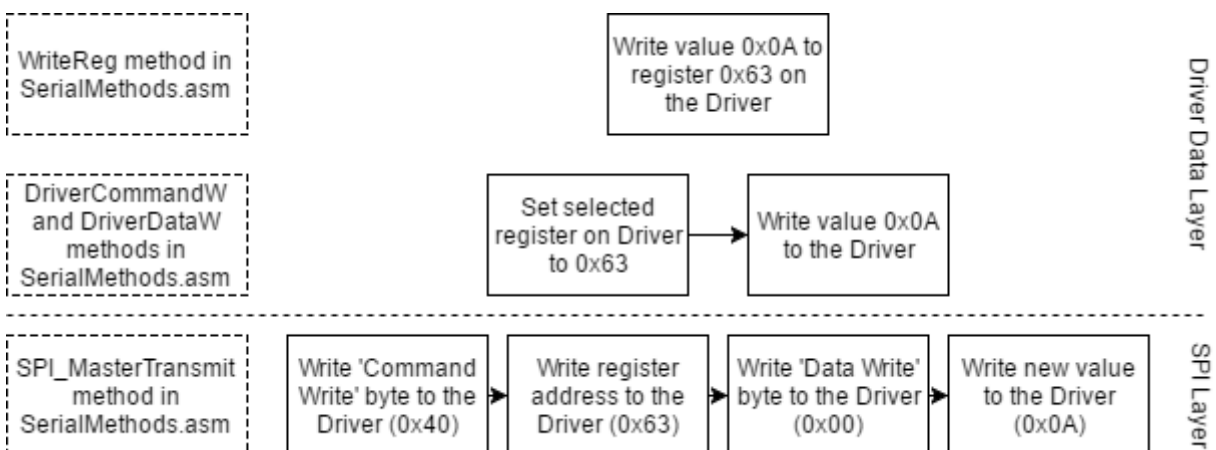 WriteReg method in
SerialMethods.asm
Write value 0x0A to
register 0x63 on
the Driver
DriverCommandW
and DriverDataW
methods in
SerialMethods.asm
Set selected
register on Driver
to 0x63
Write value 0x0A
to the Driver
Driver Data Layer
SPI_MasterTransmit
method in
SerialMethods.asm
Write 'Command
Write' byte to the
Driver (0x40)
Write register
address to the
Driver (0x63)
Write 'Data Write'
byte to the Driver
(0x00)
Write new value
to the Driver
(0x0A)
SPI Layer